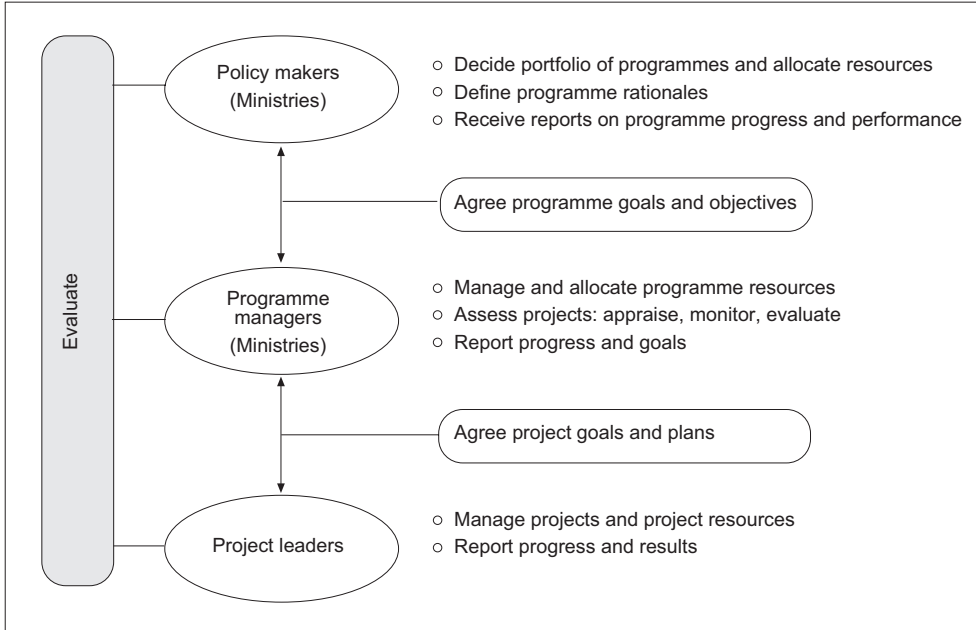 Policy makers
(Ministries)
○ Decide portfolio of programmes and allocate resources
○ Define programme rationales
○ Receive reports on programme progress and performance
Agree programme goals and objectives
Evaluate
Programme
managers
(Ministries)
○ Manage and allocate programme resources
○ Assess projects: appraise, monitor, evaluate
○ Report progress and goals
Agree project goals and plans
Project leaders
○ Manage projects and project resources
○ Report progress and results